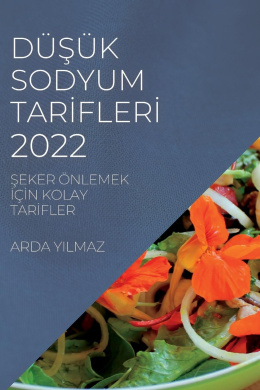 DÜŞÜK
SODYUM
TARİFLERİ
2022
ŞEKER ÖNLEMEK
İÇİN KOLAY
TARİFLER
ARDA YILMAZ